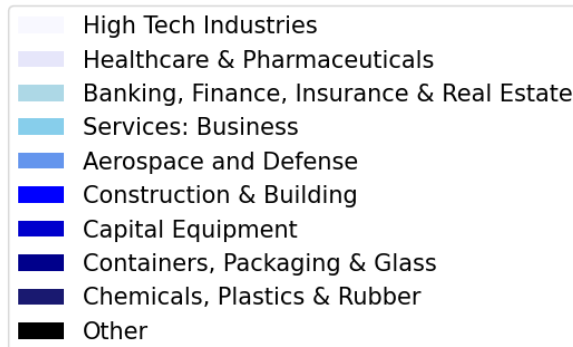 High Tech Industries
Healthcare & Pharmaceuticals
Banking, Finance, Insurance & Real Estate
Services: Business
Aerospace and Defense
Construction & Building
Capital Equipment
Containers, Packaging & Glass
Chemicals, Plastics & Rubber
Other